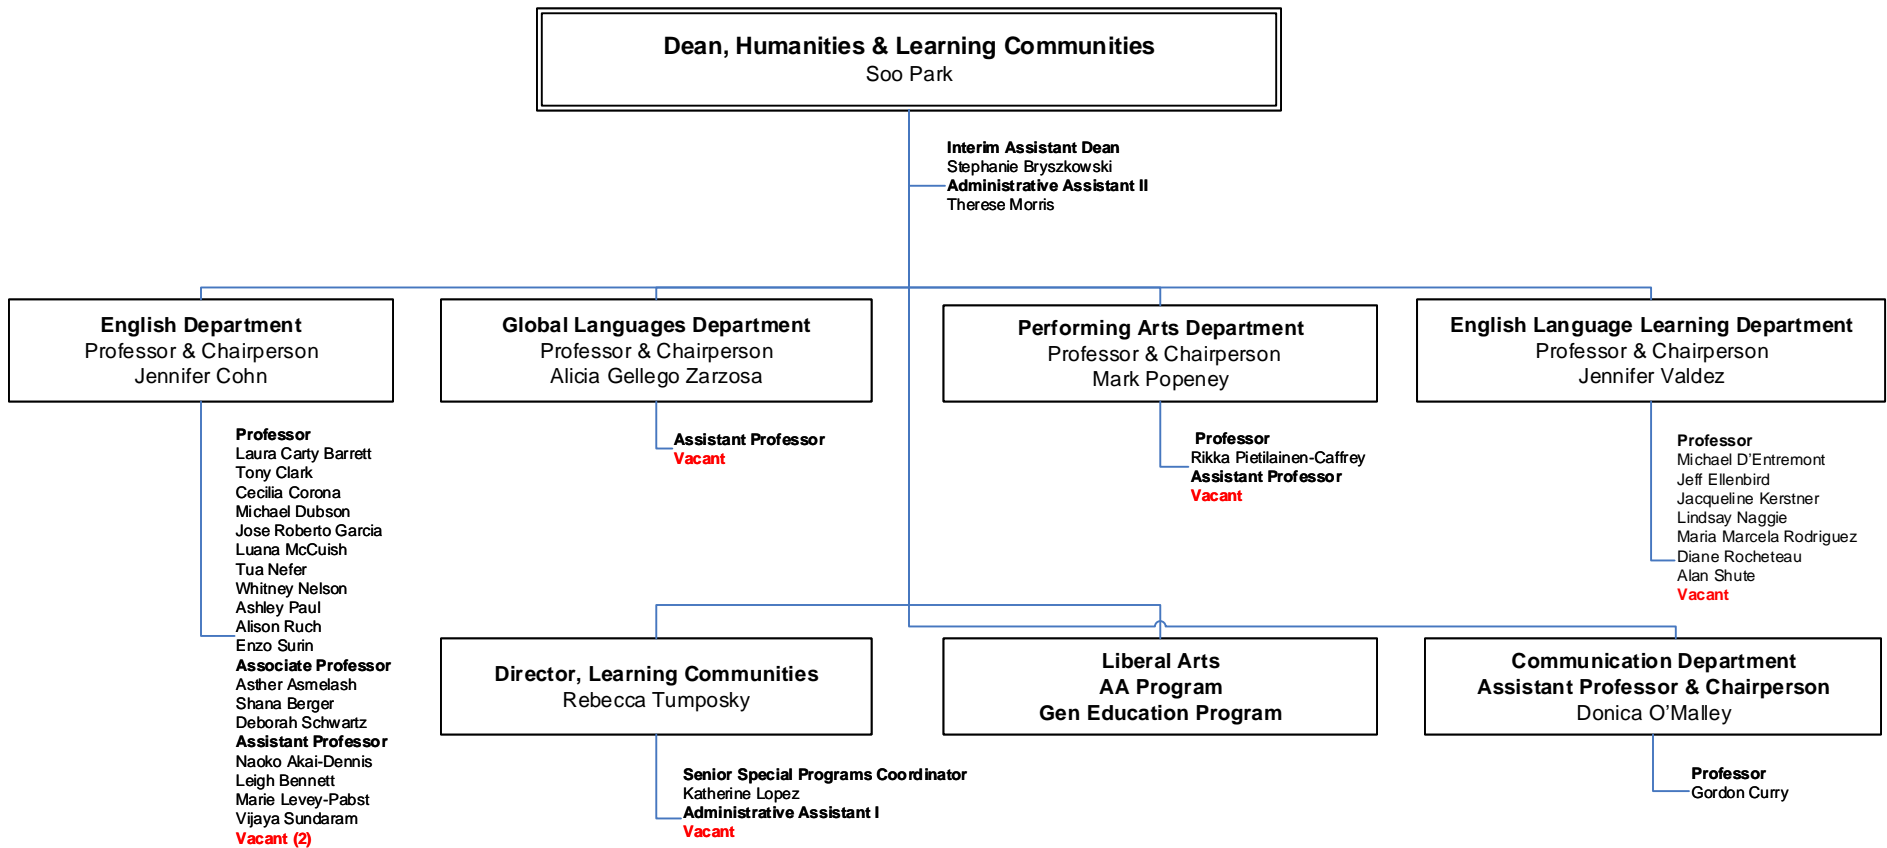 Dean, Humanities & Learning Communities
Soo Park
Interim Assistant Dean
Stephanie Bryszkowski
Administrative Assistant II
Therese Morris
English Department
Professor & Chairperson
Jennifer Cohn
Professor
Laura Carty Barrett
Tony Clark
Cecilia Corona
Michael Dubson
Jose Roberto Garcia
Luana McCuish
Tua Nefer
Whitney Nelson
Ashley Paul
Alison Ruch
Enzo Surin
Associate Professor
Asther Asmelash
Shana Berger
Deborah Schwartz
Assistant Professor
Naoko Akai-Dennis
Leigh Bennett
Marie Levey-Pabst
Vijaya Sundaram
Vacant (2)
Global Languages Department
Professor & Chairperson
Alicia Gellego Zarzosa
Assistant Professor
Vacant
Performing Arts Department
Professor & Chairperson
Mark Popeney
Professor
Rikka Pietilainen-Caffrey
Assistant Professor
Vacant
English Language Learning Department
Professor & Chairperson
Jennifer Valdez
Professor
Michael D’Entremont
Jeff Ellenbird
Jacqueline Kerstner
Lindsay Naggie
Maria Marcela Rodriguez
Diane Rocheteau
Alan Shute
Vacant
Director, Learning Communities
Rebecca Tumposky
Senior Special Programs Coordinator
Katherine Lopez
Administrative Assistant I
Vacant
Liberal Arts
AA Program
Gen Education Program
Communication Department
Assistant Professor & Chairperson
Donica O’Malley
Professor
Gordon Curry